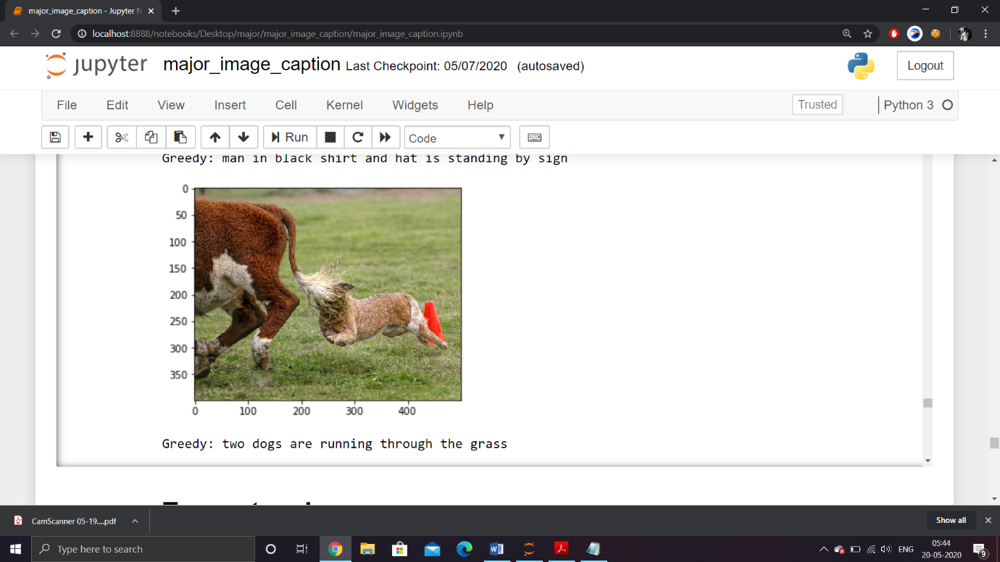 major_image_caption - Jupyter N
localhost:8888/notebooks/Desktop/major/major_image_caption/major_image_caption.ipynb
jupyter major_image_caption Last Checkpoint: 05/07/2020 (autosaved)
Logout
File Edit View Insert Cell Kernel Widgets Help
Trusted
Python 3
Run
Code
Greedy: man in black shirt and hat is standing by sign
0
50
100
150
200
250
300
350
0 100 200 300 400
Greedy: two dogs are running through the grass
CamScanner 05-19....pdf
Show all
Type here to search
ENG
05:44
20-05-2020
9